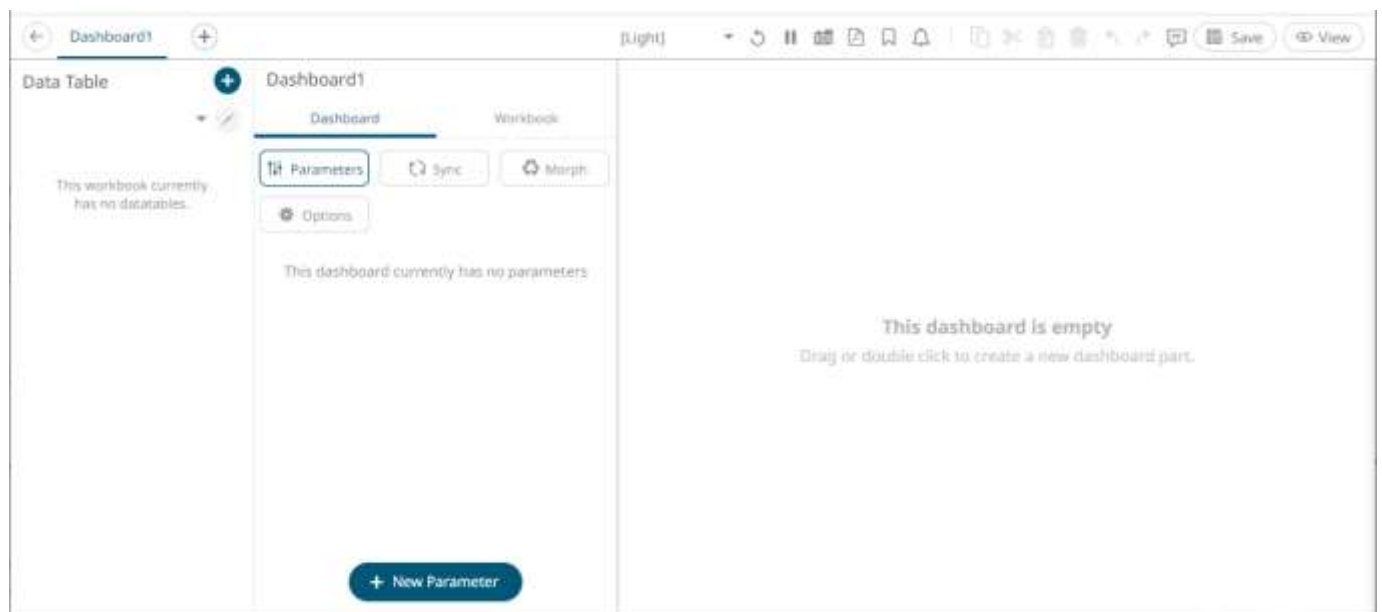 Dashboard1
[Light]
Save
View
Data Table
This workbook currently
has no datatables.
Dashboard1
Dashboard
Workbook
Parameters
Sync
Morph
Options
This dashboard currently has no parameters
New Parameter
This dashboard is empty
Drag or double click to create a new dashboard part.